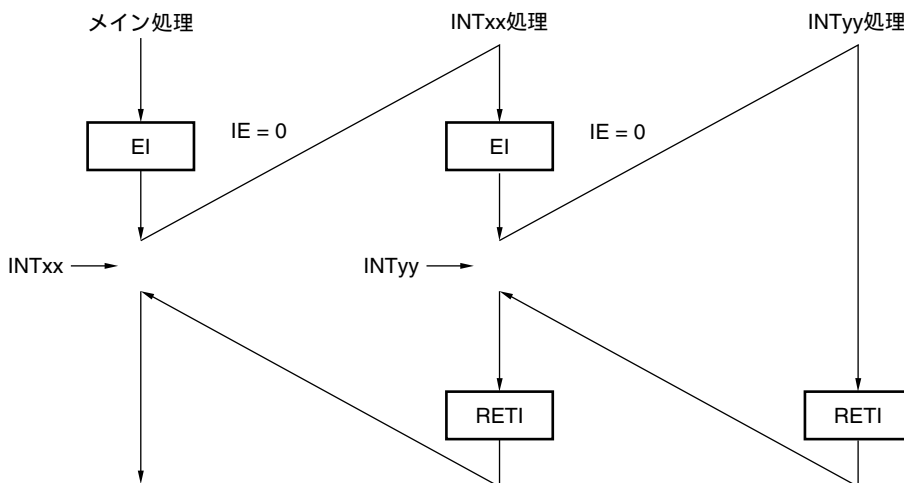 メイン処理
INTxx処理
INTyy処理
EI
IE = 0
EI
IE = 0
INTxx
INTyy
RETI
RETI